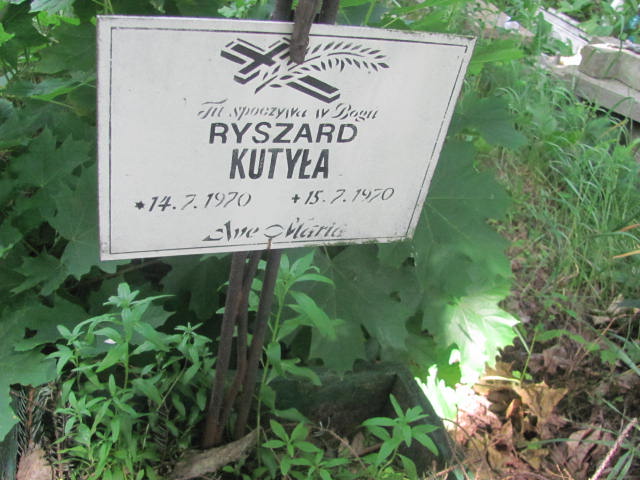 Tu spoczywa w Bogu
RYSZARD
KUTYŁA
*14.7.1970 +15.7.1970
Ave Maria